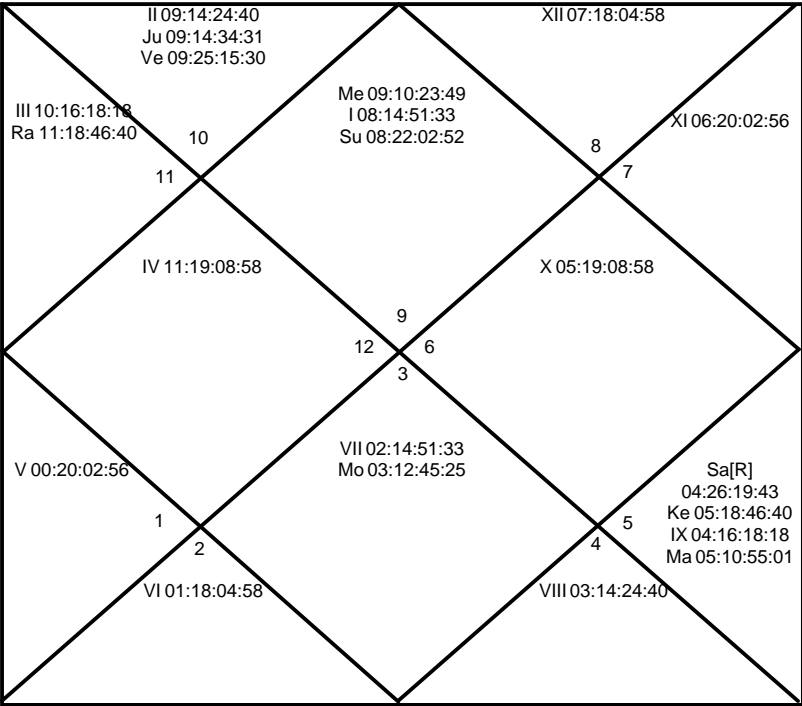 II 09:14:24:40
Ju 09:14:34:31
Ve 09:25:15:30
XII 07:18:04:58
Me 09:10:23:49
I 08:14:51:33
Su 08:22:02:52
III 10:16:18:18
Ra 11:18:46:40
XI 06:20:02:56
10
8
11
7
IV 11:19:08:58
X 05:19:08:58
9
12
6
3
VII 02:14:51:33
Mo 03:12:45:25
V 00:20:02:56
Sa[R]
04:26:19:43
Ke 05:18:46:40
IX 04:16:18:18
Ma 05:10:55:01
1
5
2
4
VI 01:18:04:58
VIII 03:14:24:40